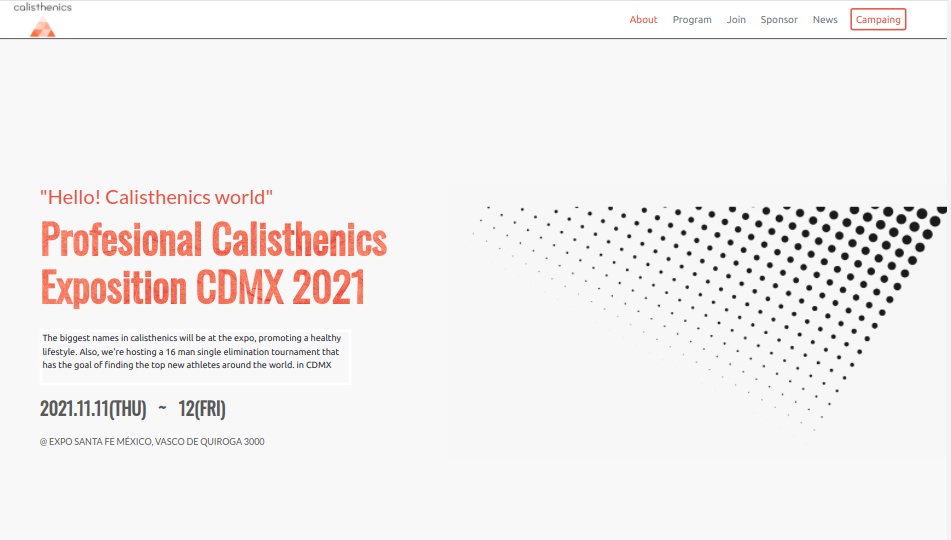 calisthenics
About Program Join Sponsor News Campaing
"Hello! Calisthenics world"
Profesional Calisthenics
Exposition CDMX 2021
The biggest names in calisthenics will be at the expo, promoting a healthy
lifestyle. Also, we're hosting a 16 man single elimination tournament that
has the goal of finding the top new athletes around the world. in CDMX
2021.11.11(THU) ~ 12(FRI)
@ EXPO SANTA FE MÉXICO, VASCO DE QUIROGA 3000